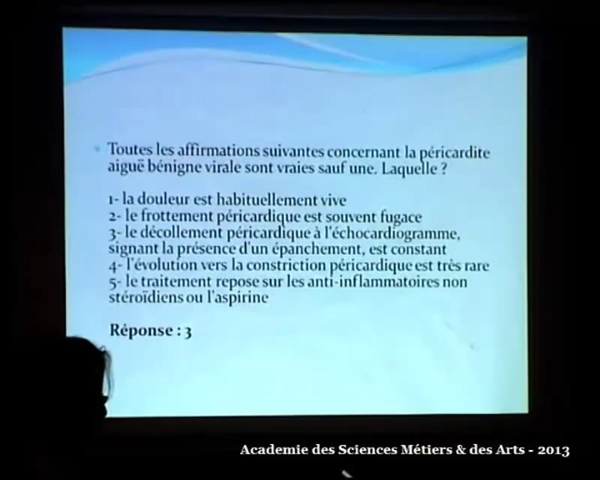 Toutes les affirmations suivantes concernant la péricardite
aiguë bénigne virale sont vraies sauf une. Laquelle ?
1- la douleur est habituellement vive
2- le frottement péricardique est souvent fugace
3- le décollement péricardique à l'échocardiogramme,
signant la présence d'un épanchement, est constant
4- l'évolution vers la constriction péricardique est très rare
5- le traitement repose sur les anti-inflammatoires non
stéroïdiens ou l'aspirine
Réponse : 3
Academie des Sciences Métiers & des Arts - 2013